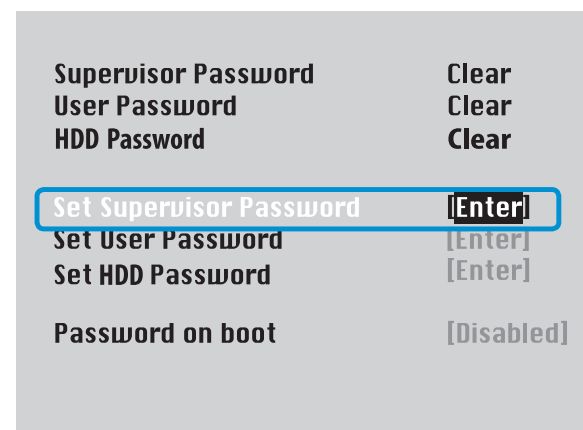 Supervisor Password Clear
User Password Clear
HDD Password Clear
Set Supervisor Password [Enter]
Set User Password [Enter]
Set HDD Password [Enter]
Password on boot [Disabled]